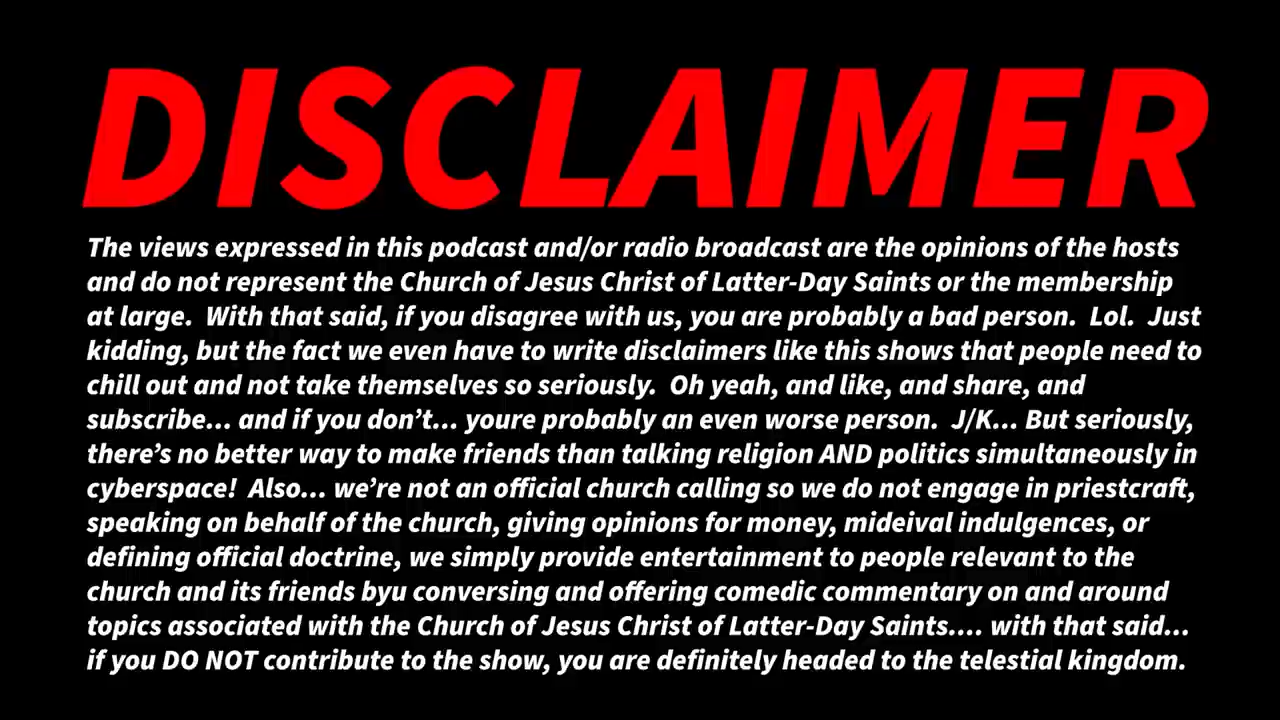 DISCLAIMER
The views expressed in this podcast and/or radio broadcast are the opinions of the hosts
and do not represent the Church of Jesus Christ of Latter-Day Saints or the membership
at large.  With that said, if you disagree with us, you are probably a bad person.  Lol.  Just
kidding, but the fact we even have to write disclaimers like this shows that people need to
chill out and not take themselves so seriously.  Oh yeah, and like, and share, and
subscribe... and if you don’t... youre probably an even worse person.  J/K... But seriously,
there’s no better way to make friends than talking religion AND politics simultaneously in
cyberspace!  Also... we’re not an official church calling so we do not engage in priestcraft,
speaking on behalf of the church, giving opinions for money, mideival indulgences, or
defining official doctrine, we simply provide entertainment to people relevant to the
church and its friends byu conversing and offering comedic commentary on and around
topics associated with the Church of Jesus Christ of Latter-Day Saints.... with that said...
if you DO NOT contribute to the show, you are definitely headed to the telestial kingdom.